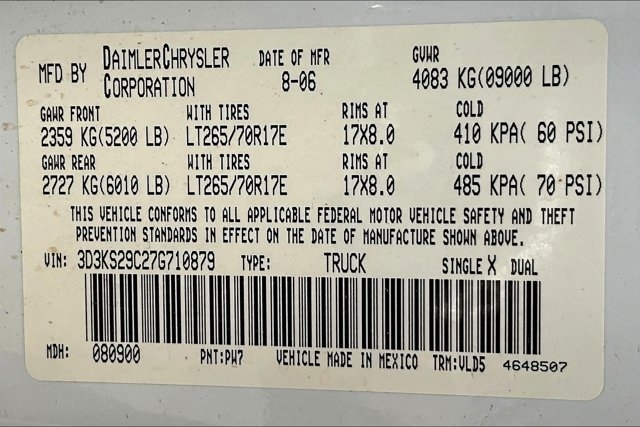 MFD BY DAIMLERCHRYSLER CORPORATION DATE OF MFR 8-06 GVWR 4083 KG(09000 LB)
GAWR FRONT WITH TIRES RIMS AT COLD
2359 KG(5200 LB) LT265/70R17E 17X8.0 410 KPA( 60 PSI)
GAWR REAR WITH TIRES RIMS AT COLD
2727 KG(6010 LB) LT265/70R17E 17X8.0 485 KPA( 70 PSI)
THIS VEHICLE CONFORMS TO ALL APPLICABLE FEDERAL MOTOR VEHICLE SAFETY AND THEFT
PREVENTION STANDARDS IN EFFECT ON THE DATE OF MANUFACTURE SHOWN ABOVE.
VIN: 3D3KS29C27G710879 TYPE: TRUCK SINGLE X DUAL
MDH: 080900 PNT:PW7 VEHICLE MADE IN MEXICO TRM:VLD5 4648507